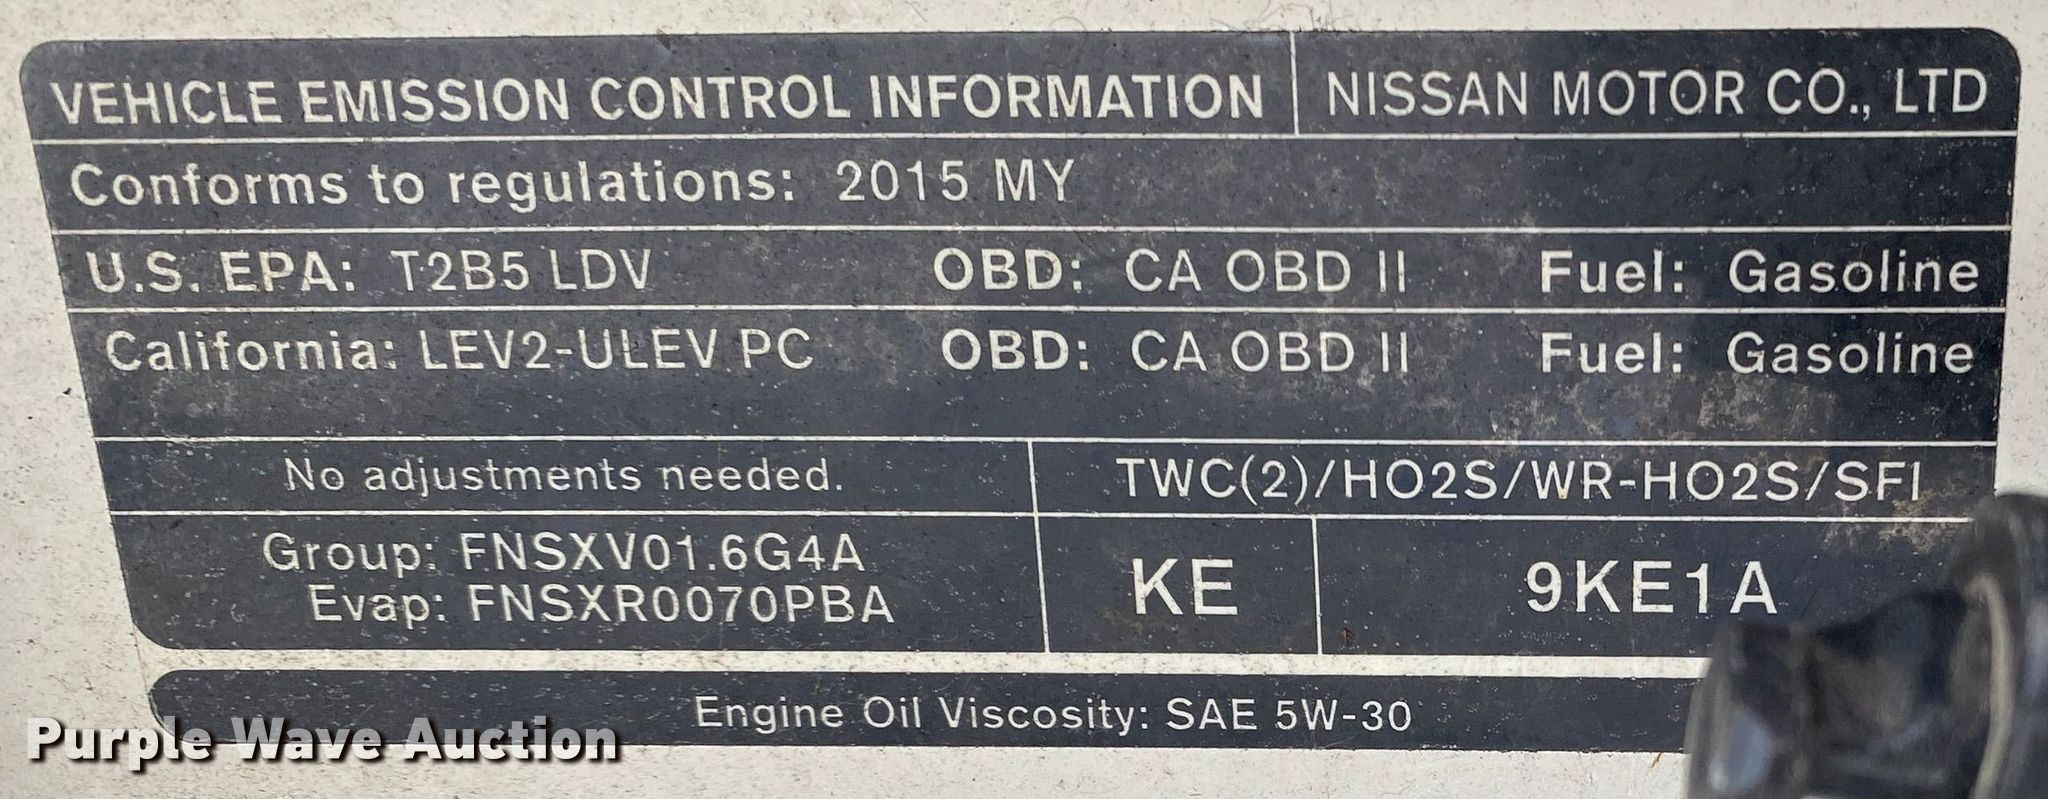 VEHICLE EMISSION CONTROL INFORMATION NISSAN MOTOR CO., LTD
Conforms to regulations: 2015 MY
U.S. EPA: T2B5 LDV OBD: CA OBD II Fuel: Gasoline
California: LEV2-ULEV PC OBD: CA OBD II Fuel: Gasoline
No adjustments needed. TWC(2)/HO2S/WR-HO2S/SFI
Group: FNSXV01.6G4A
Evap: FNSXR0070PBA
KE 9KE1A
Engine Oil Viscosity: SAE 5W-30
Purple Wave Auction